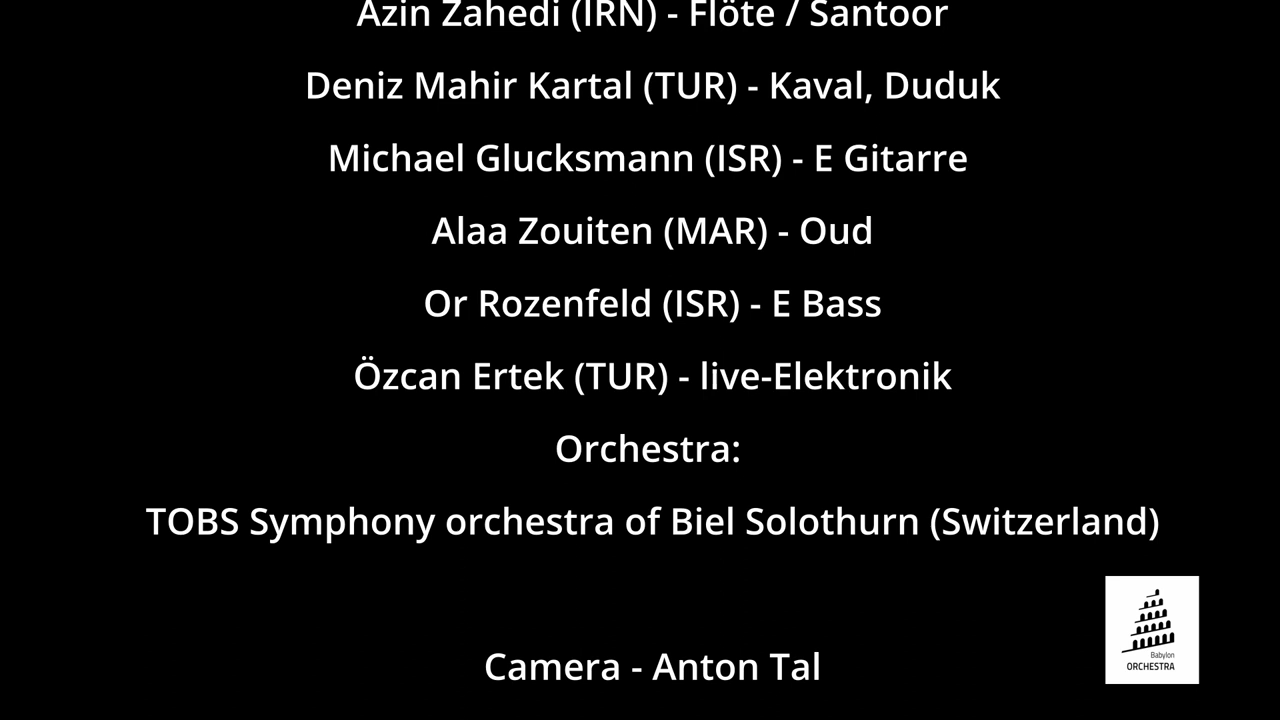 Azin Zahedi (IRN) - Flöte / Santoor
Deniz Mahir Kartal (TUR) - Kaval, Duduk
Michael Glucksmann (ISR) - E Gitarre
Alaa Zouiten (MAR) - Oud
Or Rozenfeld (ISR) - E Bass
Özcan Ertek (TUR) - live-Elektronik
Orchestra:
TOBS Symphony orchestra of Biel Solothurn (Switzerland)
Camera - Anton Tal
Babylon
ORCHESTRA